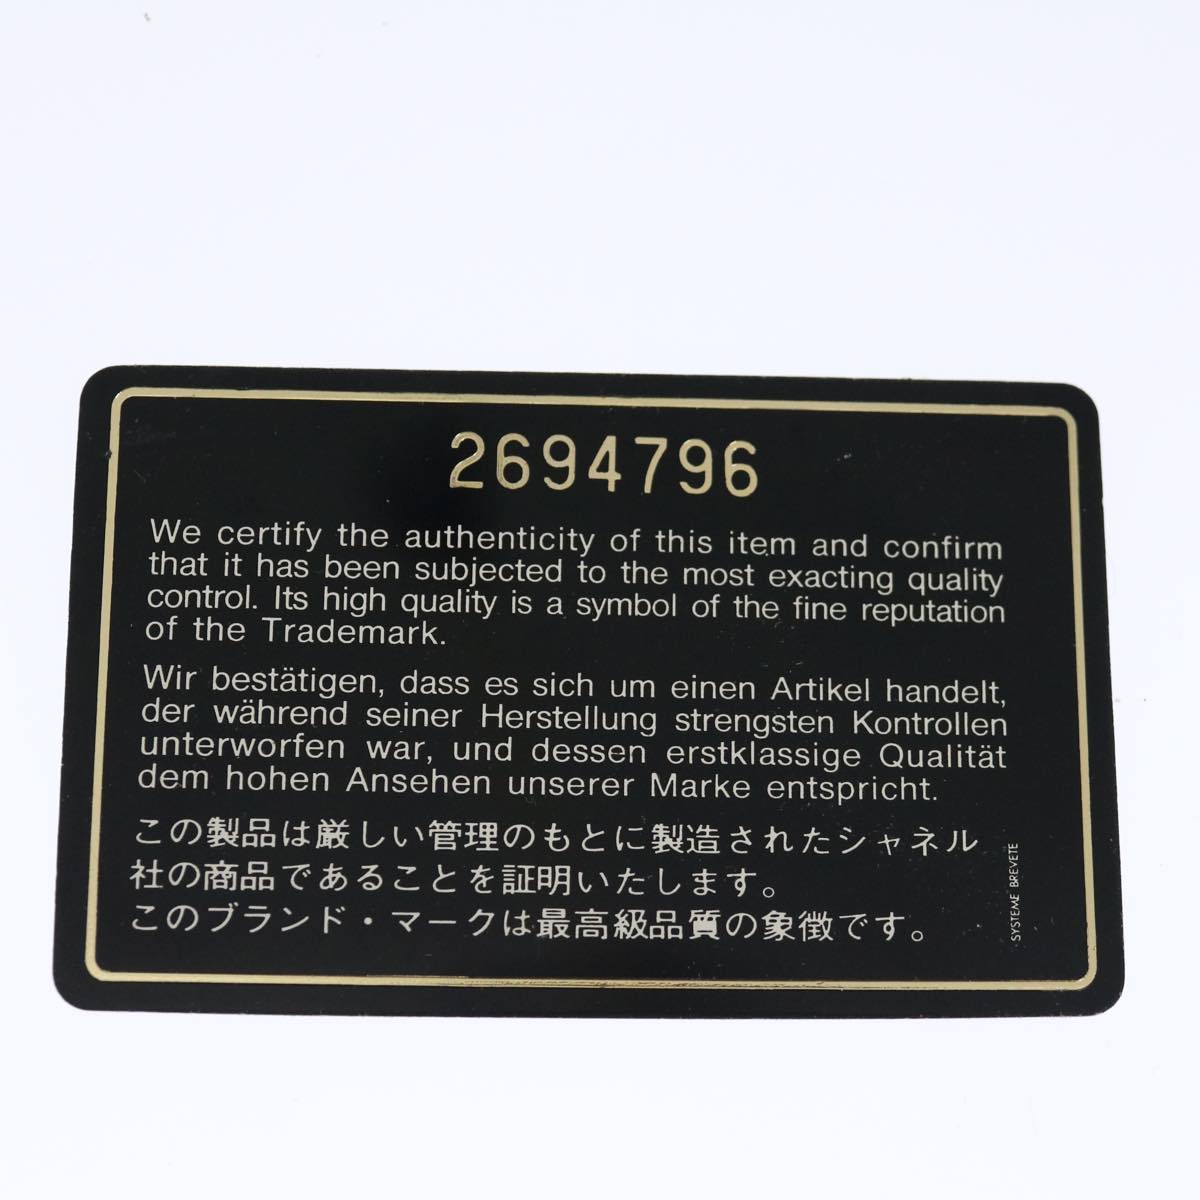 2694796
We certify the authenticity of this item and confirm
that it has been subjected to the most exacting quality
control. Its high quality is a symbol of the fine reputation
of the Trademark.
Wir bestätigen, dass es sich um einen Artikel handelt,
der während seiner Herstellung strengsten Kontrollen
unterworfen war, und dessen erstklassige Qualität
dem hohen Ansehen unserer Marke entspricht.
この製品は厳しい管理のもとに製造されたシャネル
社の商品であることを証明いたします。
このブランド・マークは最高級品質の象徴です。
SYSTEME BREVETE